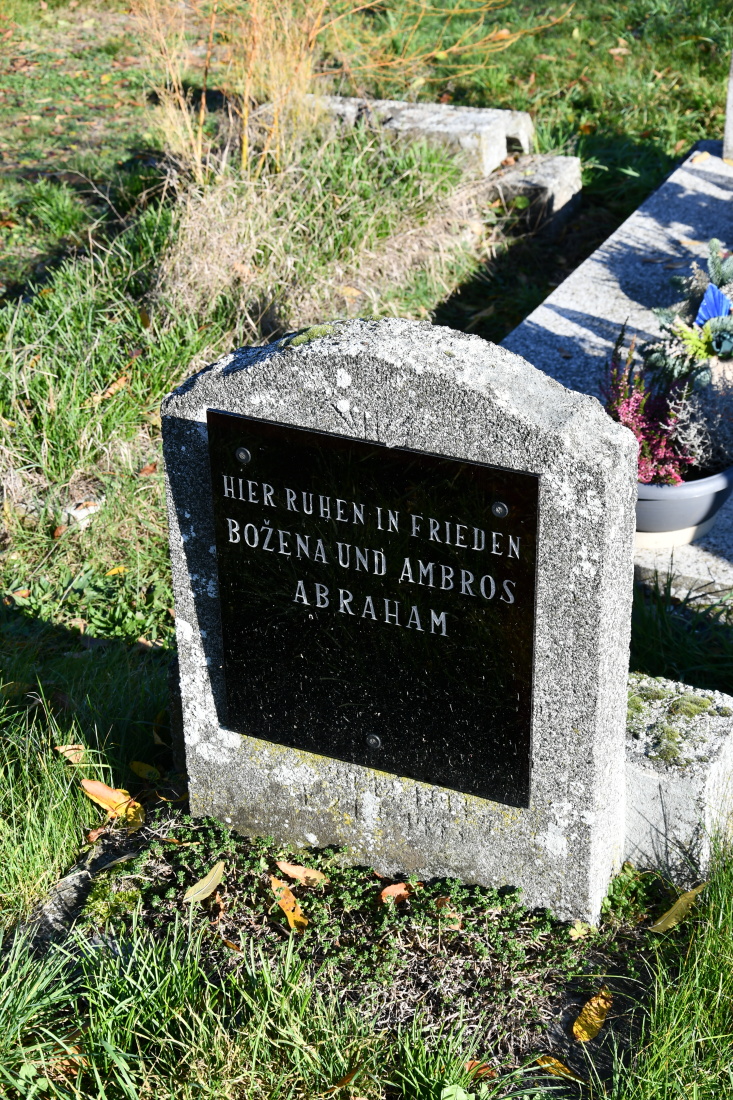 HIER RUHEN IN FRIEDEN
BOŽENA UND AMBROS
ABRAHAM